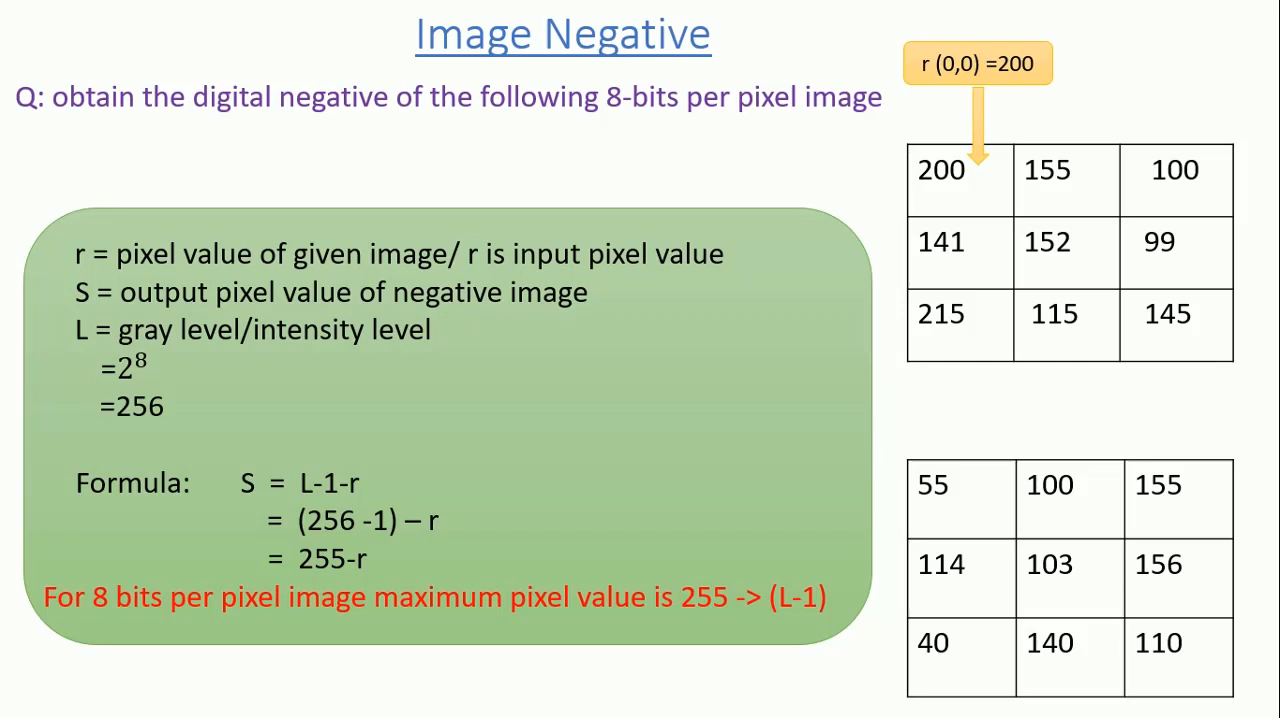 Image Negative
r (0,0) =200
Q: obtain the digital negative of the following 8-bits per pixel image
200 155 100
141 152 99
215 115 145
r = pixel value of given image/ r is input pixel value
S = output pixel value of negative image
L = gray level/intensity level
=2⁸
=256
Formula: S = L-1-r
= (256 -1) – r
= 255-r
For 8 bits per pixel image maximum pixel value is 255 -> (L-1)
55 100 155
114 103 156
40 140 110